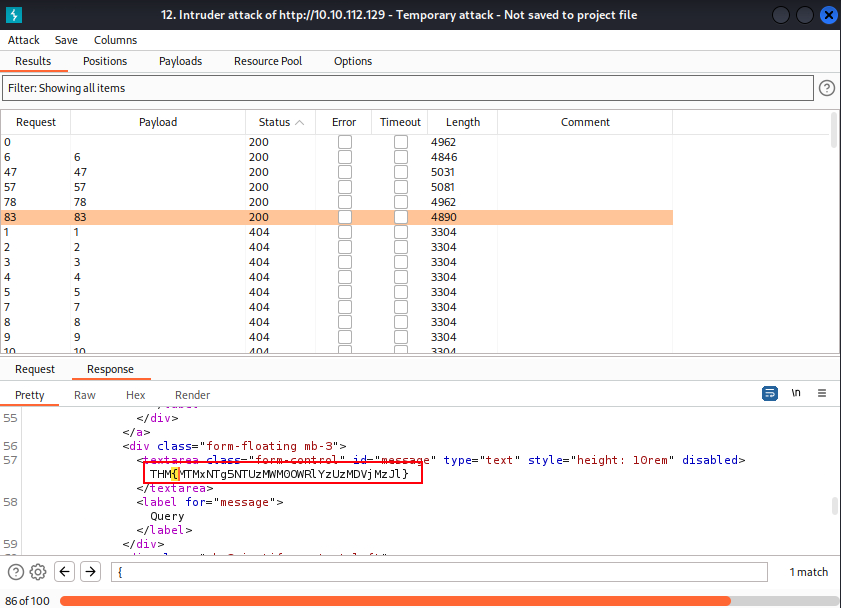 12. Intruder attack of http://10.10.112.129 - Temporary attack - Not saved to project file
Attack Save Columns
Results Positions Payloads Resource Pool Options
Filter: Showing all items
Request Payload Status Error Timeout Length Comment
0 200 4962
6 6 200 4846
47 47 200 5031
57 57 200 5081
78 78 200 4962
83 83 200 4890
1 1 404 3304
2 2 404 3304
3 3 404 3304
4 4 404 3304
5 5 404 3304
7 7 404 3304
8 8 404 3304
9 9 404 3304
10 10 404 3304
Request Response
Pretty Raw Hex Render \n
55 </div>
</a>
56 <div class="form-floating mb-3">
57 <textarea class="form-control" id="message" type="text" style="height: 10rem" disabled>
THM{MTMxNTg5NTUzMWM0OWRlYzUzMDVjMzJl}
</textarea>
58 <label for="message">
Query
</label>
59 </div>
{ 1 match
86 of 100